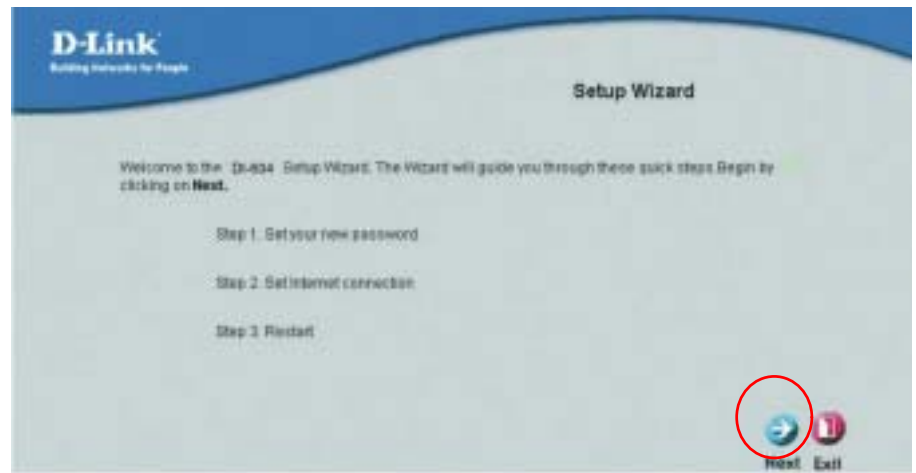 D-Link
Building Networks for People
Setup Wizard
Welcome to the DI-604 Setup Wizard. The Wizard will guide you through these quick steps. Begin by
clicking on Next.
Step 1. Set your new password
Step 2. Set Internet connection
Step 3. Restart
Next Exit